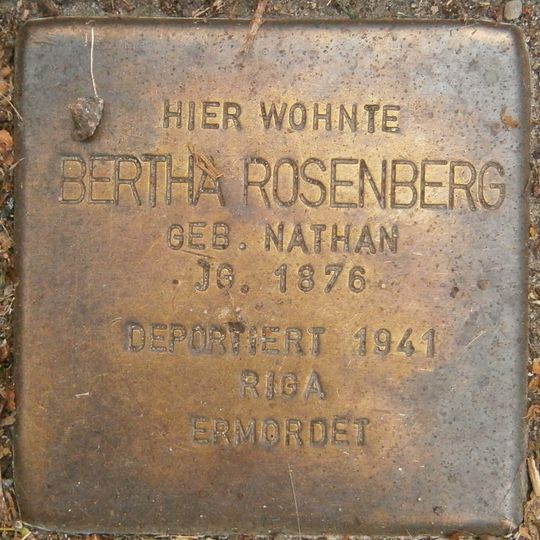 HIER WOHNTE
BERTHA ROSENBERG
GEB. NATHAN
JG. 1876
DEPORTIERT 1941
RIGA
ERMORDET